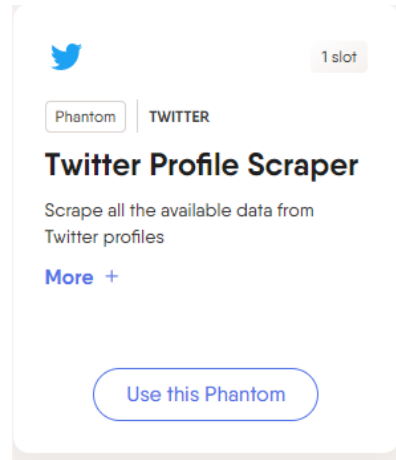 1 slot
Phantom TWITTER
Twitter Profile Scraper
Scrape all the available data from
Twitter profiles
More +
Use this Phantom